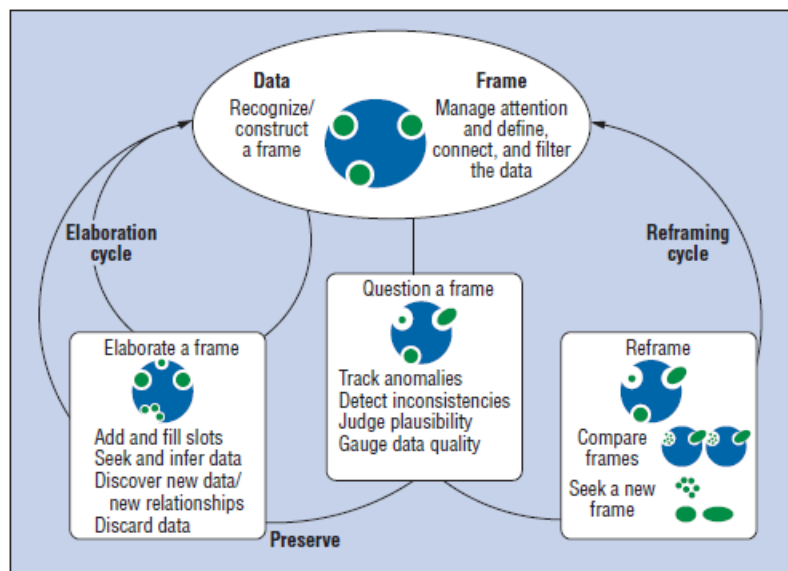 Data
Recognize/
construct
a frame
Frame
Manage attention
and define,
connect, and filter
the data
Elaboration
cycle
Reframing
cycle
Elaborate a frame
Add and fill slots
Seek and infer data
Discover new data/
new relationships
Discard data
Question a frame
Track anomalies
Detect inconsistencies
Judge plausibility
Gauge data quality
Reframe
Compare
frames
Seek a new
frame
Preserve